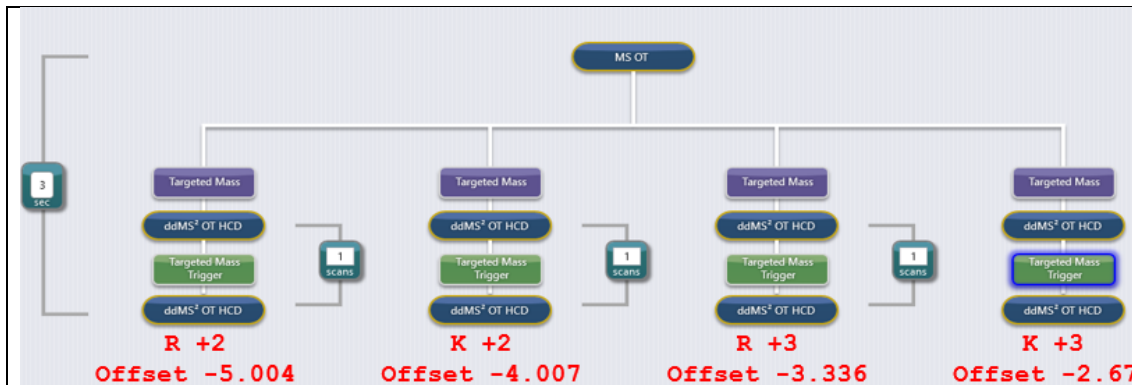 MS OT
3
sec
Targeted Mass Targeted Mass Targeted Mass Targeted Mass
ddMS² OT HCD ddMS² OT HCD ddMS² OT HCD ddMS² OT HCD
1
scans
1
scans
1
scans
Targeted Mass
Trigger
Targeted Mass
Trigger
Targeted Mass
Trigger
Targeted Mass
Trigger
ddMS² OT HCD ddMS² OT HCD ddMS² OT HCD ddMS² OT HCD
R +2 K +2 R +3 K +3
Offset -5.004 Offset -4.007 Offset -3.336 Offset -2.67